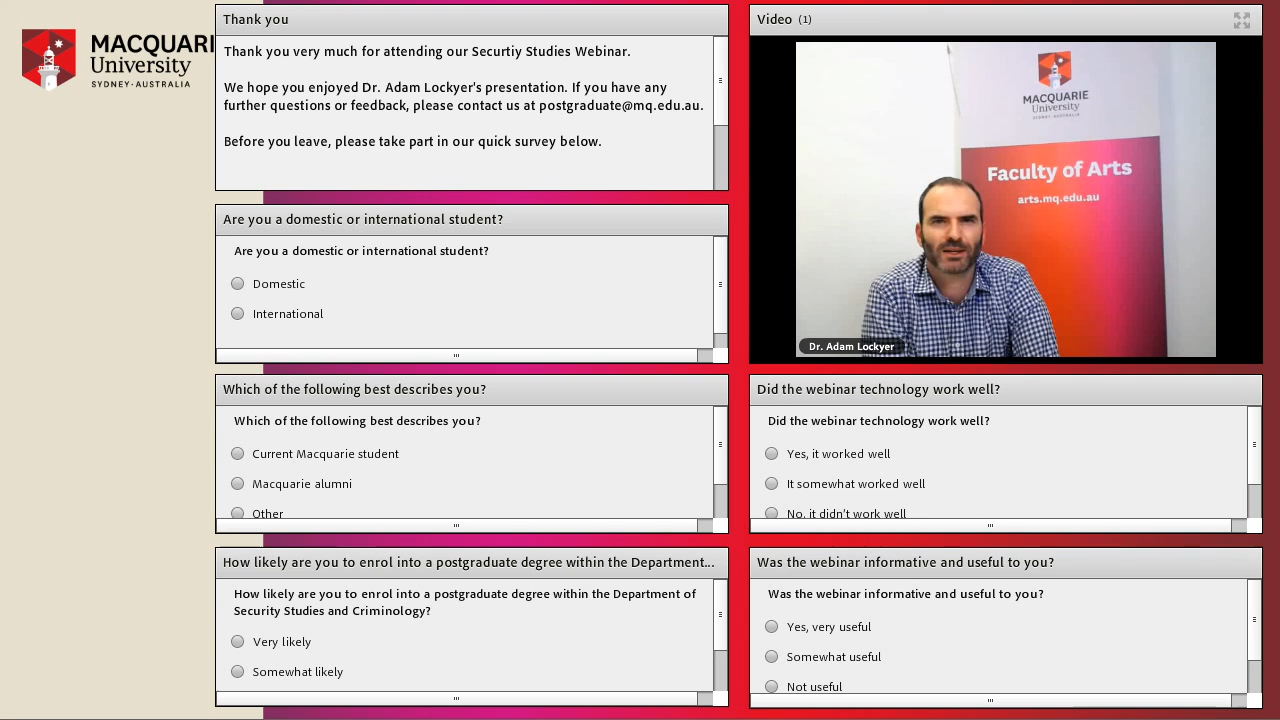 MACQUARI
University
SYDNEY·AUSTRALIA
Thank you
Thank you very much for attending our Securtiy Studies Webinar.
We hope you enjoyed Dr. Adam Lockyer's presentation. If you have any
further questions or feedback, please contact us at postgraduate@mq.edu.au.
Before you leave, please take part in our quick survey below.
Video (1)
MACQUARIE
University
SYDNEY·AUSTRALIA
Faculty of Arts
arts.mq.edu.au
Dr. Adam Lockyer
Are you a domestic or international student?
Are you a domestic or international student?
Domestic
International
Which of the following best describes you?
Which of the following best describes you?
Current Macquarie student
Macquarie alumni
Other
Did the webinar technology work well?
Did the webinar technology work well?
Yes, it worked well
It somewhat worked well
No, it didn't work well
How likely are you to enrol into a postgraduate degree within the Department...
How likely are you to enrol into a postgraduate degree within the Department of
Security Studies and Criminology?
Very likely
Somewhat likely
Was the webinar informative and useful to you?
Was the webinar informative and useful to you?
Yes, very useful
Somewhat useful
Not useful